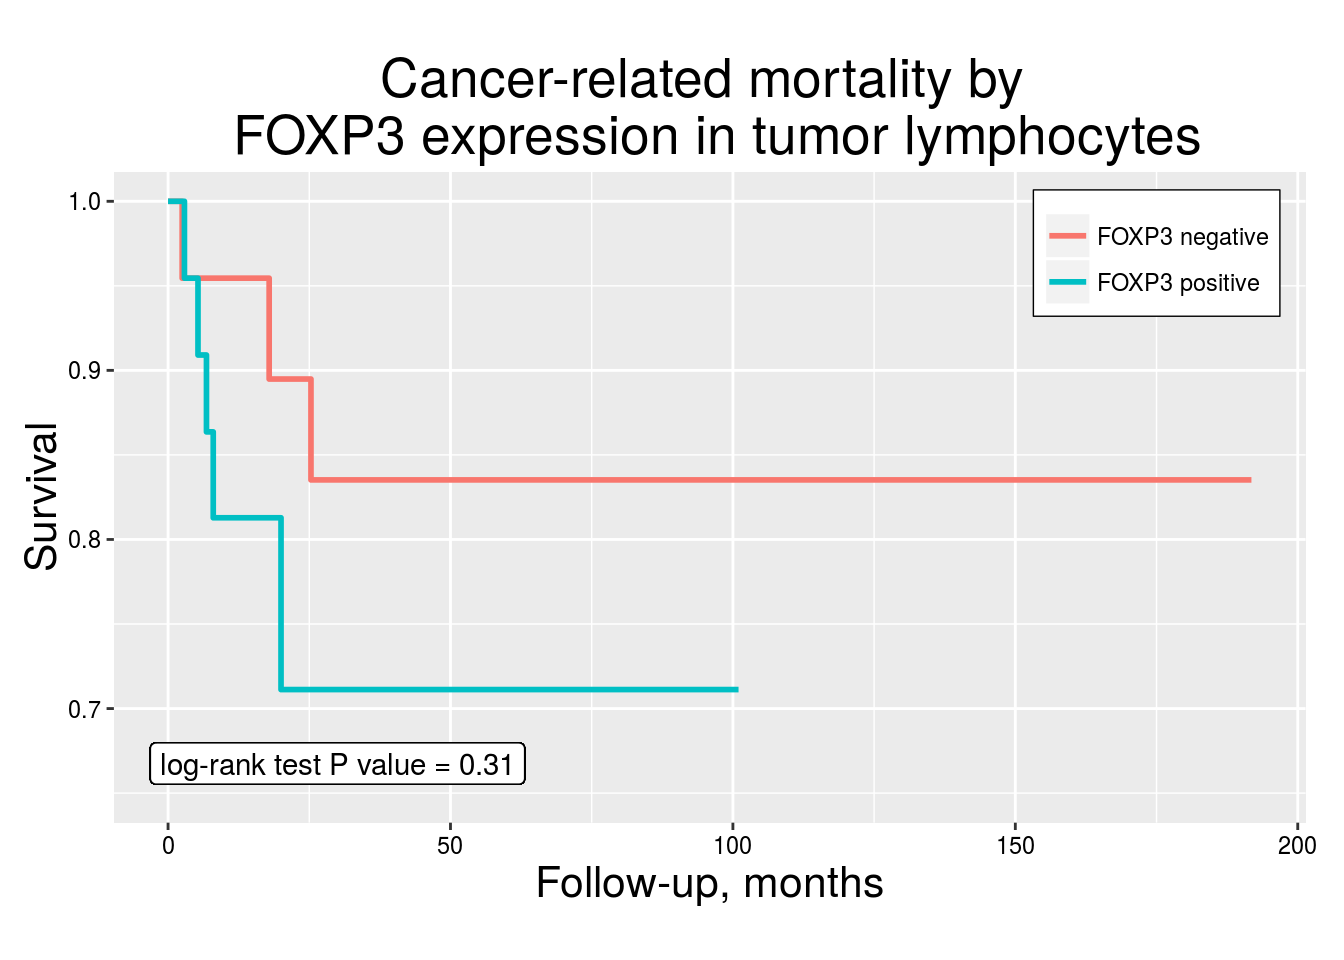 Cancer-related mortality by
FOXP3 expression in tumor lymphocytes
1.0
0.9
0.8
0.7
Survival
FOXP3 negative
FOXP3 positive
log-rank test P value = 0.31
0 50 100 150 200
Follow-up, months